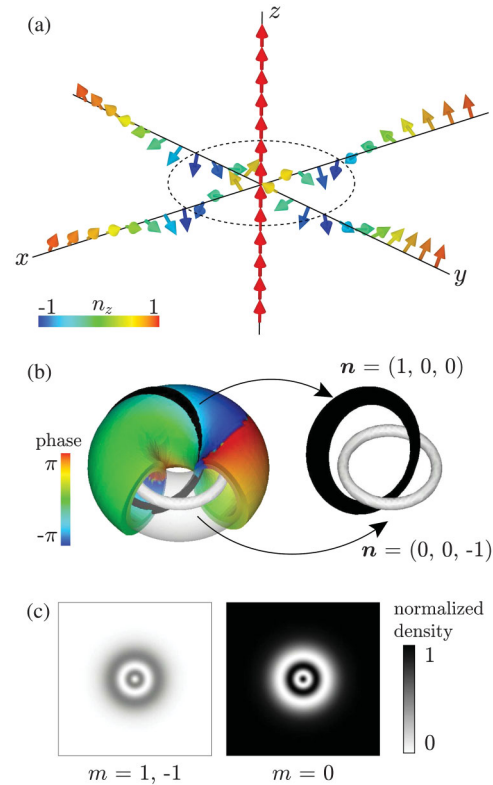 (a)
z
x
y
-1 n_z 1
(b)
n = (1, 0, 0)
phase
π
-π
n = (0, 0, -1)
(c)
normalized
density
1
0
m = 1, -1
m = 0